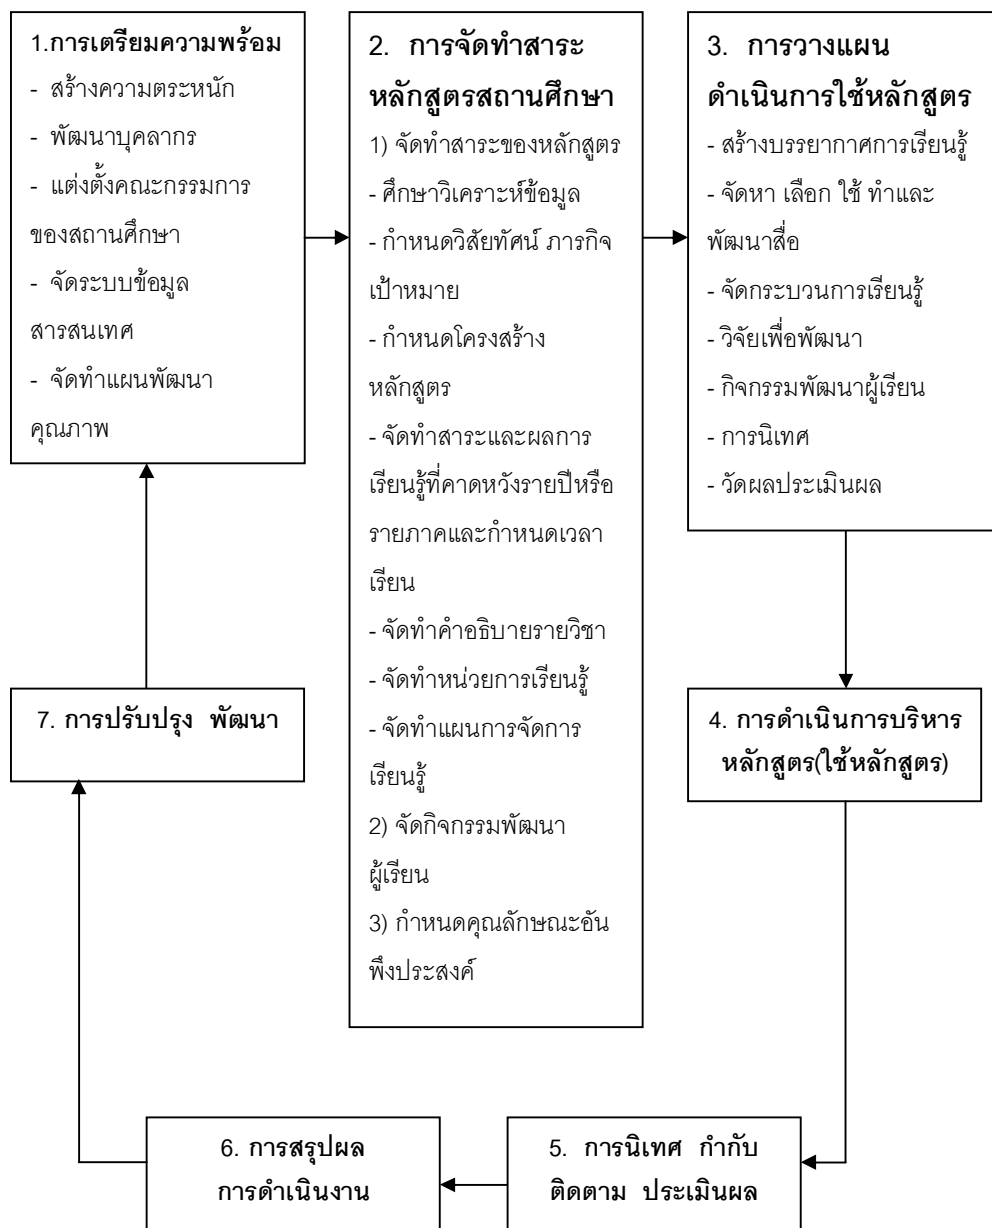 1.การเตรียมความพร้อม
- สร้างความตระหนัก
- พัฒนาบุคลากร
- แต่งตั้งคณะกรรมการ
ของสถานศึกษา
- จัดระบบข้อมูล
สารสนเทศ
- จัดทำแผนพัฒนา
คุณภาพ
2. การจัดทำสาระ
หลักสูตรสถานศึกษา
1) จัดทำสาระของหลักสูตร
- ศึกษาวิเคราะห์ข้อมูล
- กำหนดวิสัยทัศน์ ภารกิจ
เป้าหมาย
- กำหนดโครงสร้าง
หลักสูตร
- จัดทำสาระและผลการ
เรียนรู้ที่คาดหวังรายปีหรือ
รายภาคและกำหนดเวลา
เรียน
- จัดทำคำอธิบายรายวิชา
- จัดทำหน่วยการเรียนรู้
- จัดทำแผนการจัดการ
เรียนรู้
2) จัดกิจกรรมพัฒนา
ผู้เรียน
3) กำหนดคุณลักษณะอัน
พึงประสงค์
3. การวางแผน
ดำเนินการใช้หลักสูตร
- สร้างบรรยากาศการเรียนรู้
- จัดหา เลือก ใช้ ทำและ
พัฒนาสื่อ
- จัดกระบวนการเรียนรู้
- วิจัยเพื่อพัฒนา
- กิจกรรมพัฒนาผู้เรียน
- การนิเทศ
- วัดผลประเมินผล
4. การดำเนินการบริหาร
หลักสูตร(ใช้หลักสูตร)
5. การนิเทศ กำกับ
ติดตาม ประเมินผล
6. การสรุปผล
การดำเนินงาน
7. การปรับปรุง พัฒนา